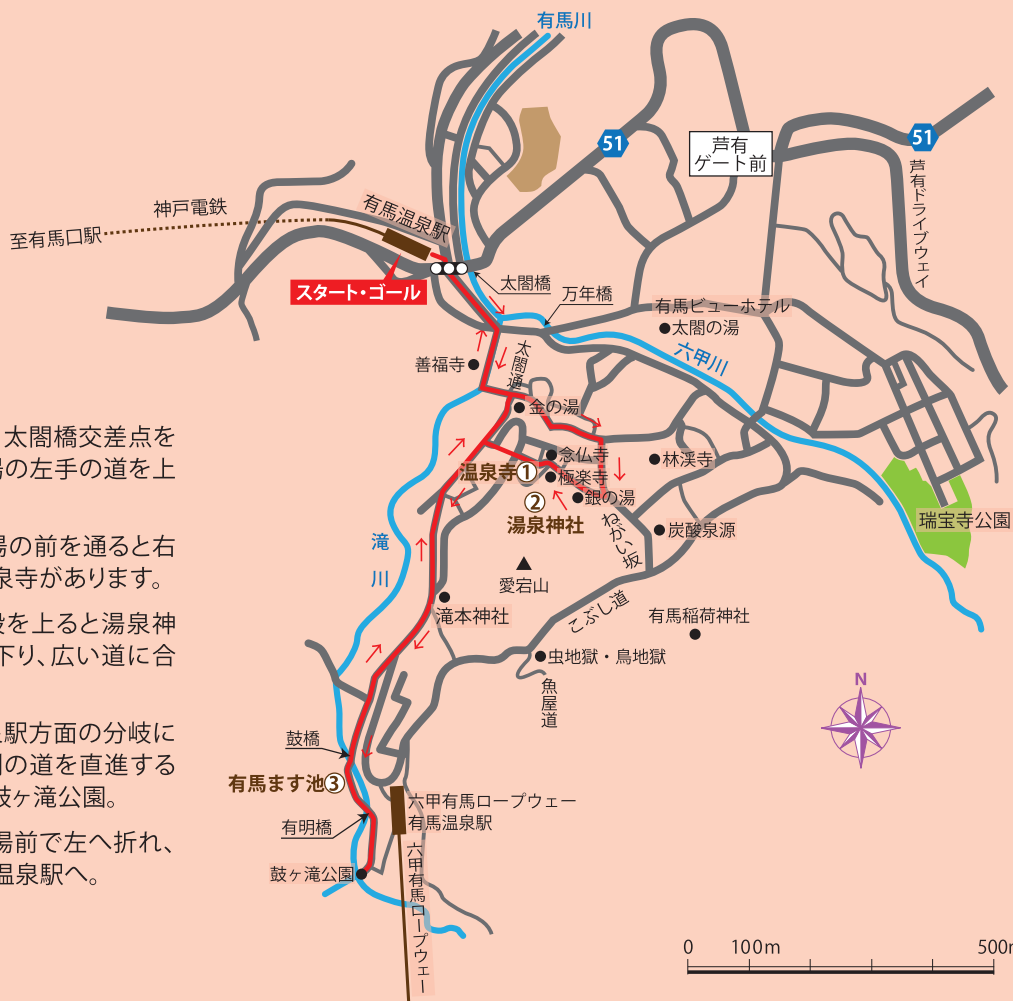 有馬川
51
芦有
ゲート前
51
芦有ドライブウェイ
神戸電鉄
有馬温泉駅
至有馬口駅
スタート・ゴール
太閤橋
万年橋
有馬ビューホテル
太閤の湯
六甲川
善福寺
太閤通
金の湯
太閤橋交差点を
湯の左手の道を上
念仏寺
温泉寺①
極楽寺
林渓寺
②
銀の湯
湯泉神社
ねがい坂
炭酸泉源
瑞宝寺公園
滝川
湯の前を通ると右
泉寺があります。
愛宕山
こぶし道
滝本神社
有馬稲荷神社
段を上ると湯泉神
下り、広い道に合
虫地獄・鳥地獄
魚屋道
N
泉駅方面の分岐に
側の道を直進する
鼓ヶ滝公園。
鼓橋
有馬ます池③
六甲有馬ロープウェー
有馬温泉駅
有明橋
湯前で左へ折れ、
温泉駅へ。
鼓ヶ滝公園
六甲有馬ロープウェー
0 100m 500m